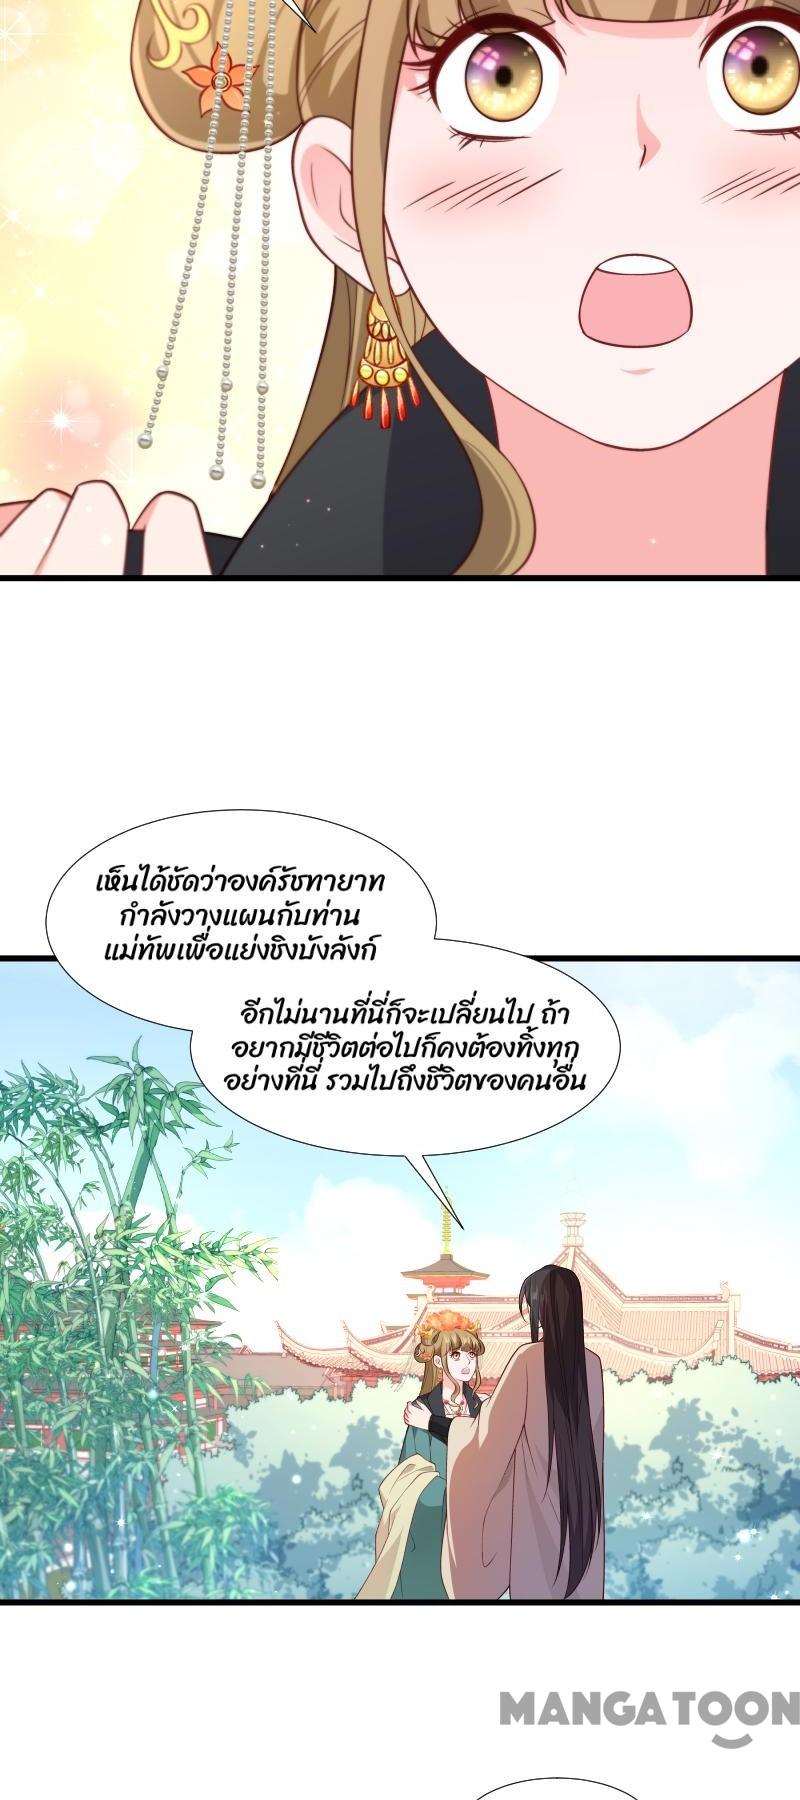 เห็นได้ชัดว่าองค์รัชทายาท
กำลังวางแผนกับท่าน
แม่ทัพเพื่อแย่งชิงบังลังก์
อีกไม่นานที่นี่ก็จะเปลี่ยนไป ถ้า
อยากมีชีวิตต่อไปก็คงต้องทิ้งทุก
อย่างที่นี่ รวมไปถึงชีวิตของคนอื่น
MANGATOON